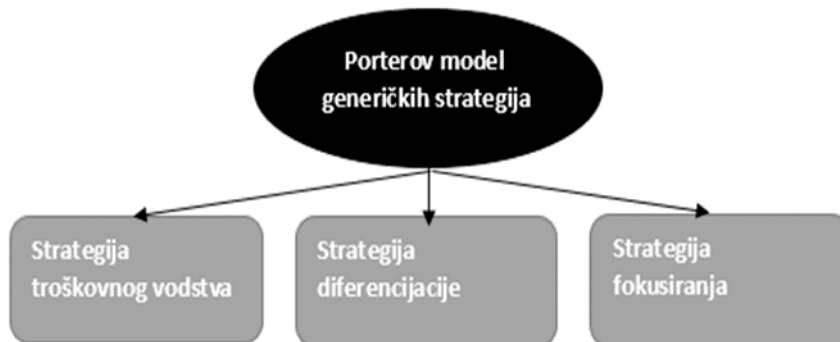 Porterov model
generičkih strategija
Strategija
troškovnog vodstva
Strategija
diferencijacije
Strategija
fokusiranja